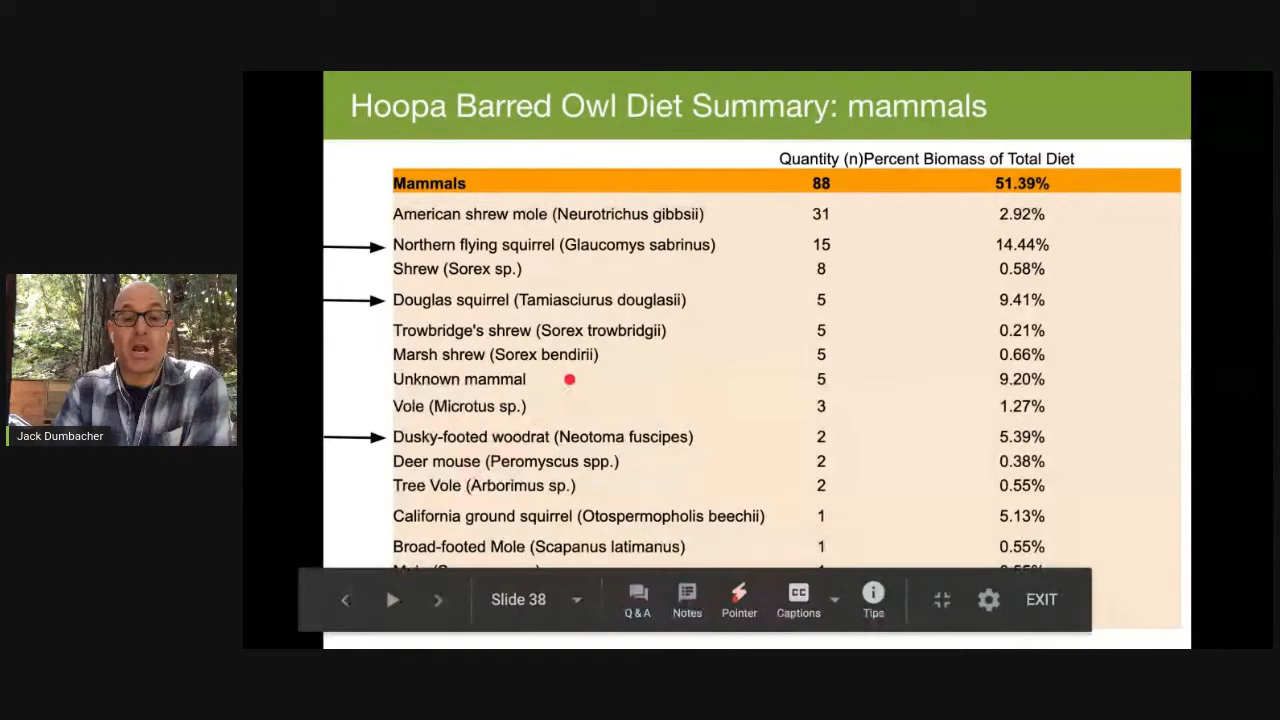 Hoopa Barred Owl Diet Summary: mammals
Quantity (n)Percent Biomass of Total Diet
Mammals 88 51.39%
American shrew mole (Neurotrichus gibbsii) 31 2.92%
Northern flying squirrel (Glaucomys sabrinus) 15 14.44%
Shrew (Sorex sp.) 8 0.58%
Douglas squirrel (Tamiasciurus douglasii) 5 9.41%
Trowbridge's shrew (Sorex trowbridgii) 5 0.21%
Marsh shrew (Sorex bendirii) 5 0.66%
Unknown mammal 5 9.20%
Vole (Microtus sp.) 3 1.27%
Dusky-footed woodrat (Neotoma fuscipes) 2 5.39%
Deer mouse (Peromyscus spp.) 2 0.38%
Tree Vole (Arborimus sp.) 2 0.55%
California ground squirrel (Otospermopholis beechii) 1 5.13%
Broad-footed Mole (Scapanus latimanus) 1 0.55%
Jack Dumbacher
Slide 38
Q & A
Notes
Pointer
CC
Captions
Tips
EXIT